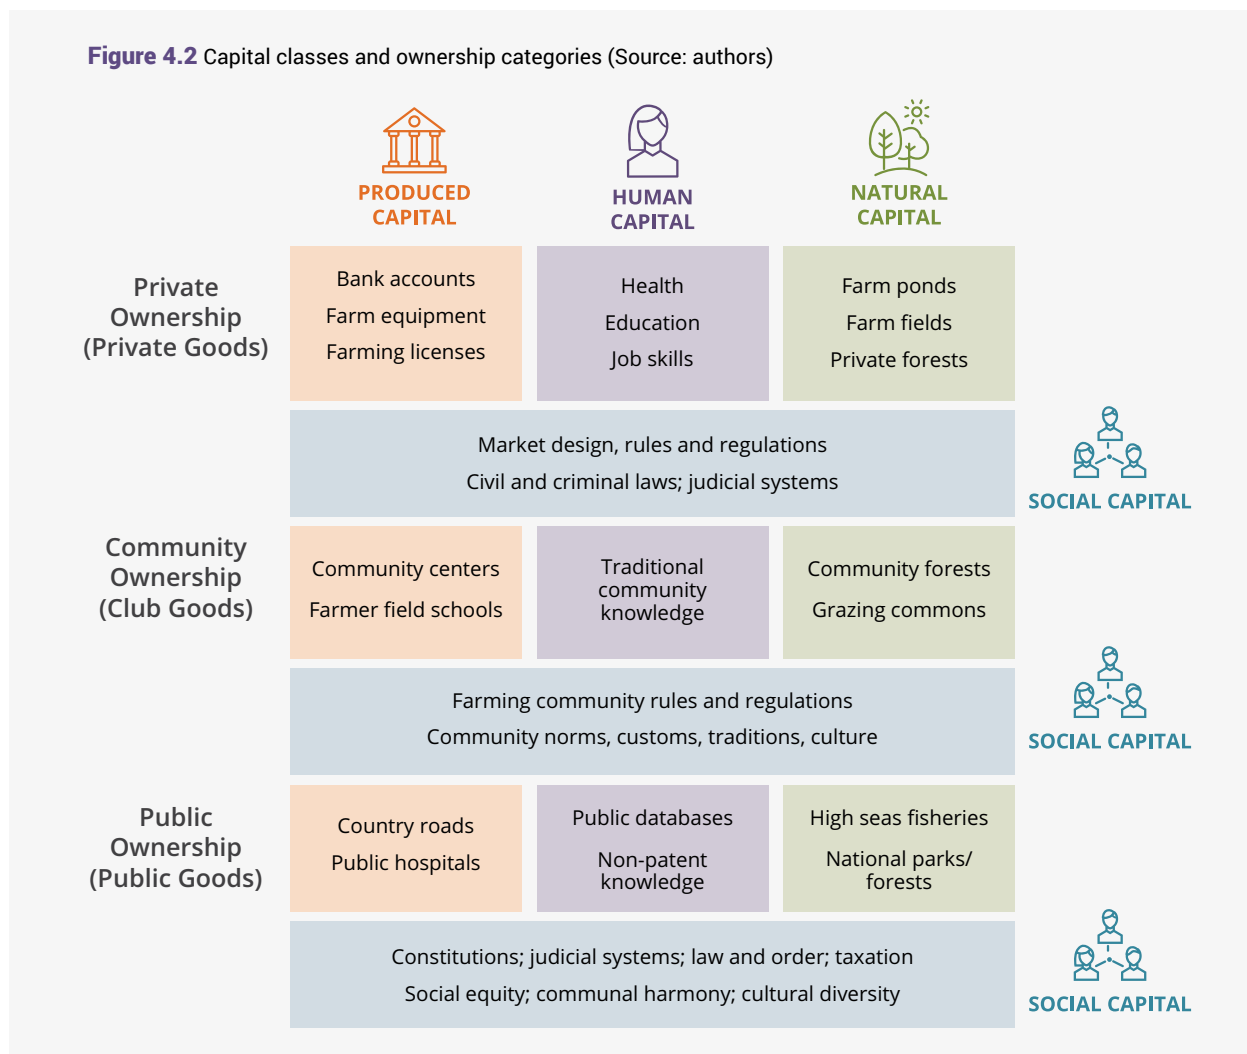 Figure 4.2 Capital classes and ownership categories (Source: authors)
PRODUCED
CAPITAL
HUMAN
CAPITAL
NATURAL
CAPITAL
Private
Ownership
(Private Goods)
Bank accounts
Farm equipment
Farming licenses
Health
Education
Job skills
Farm ponds
Farm fields
Private forests
Market design, rules and regulations
Civil and criminal laws; judicial systems
SOCIAL CAPITAL
Community
Ownership
(Club Goods)
Community centers
Farmer field schools
Traditional
community
knowledge
Community forests
Grazing commons
Farming community rules and regulations
Community norms, customs, traditions, culture
SOCIAL CAPITAL
Public
Ownership
(Public Goods)
Country roads
Public hospitals
Public databases
Non-patent
knowledge
High seas fisheries
National parks/
forests
Constitutions; judicial systems; law and order; taxation
Social equity; communal harmony; cultural diversity
SOCIAL CAPITAL